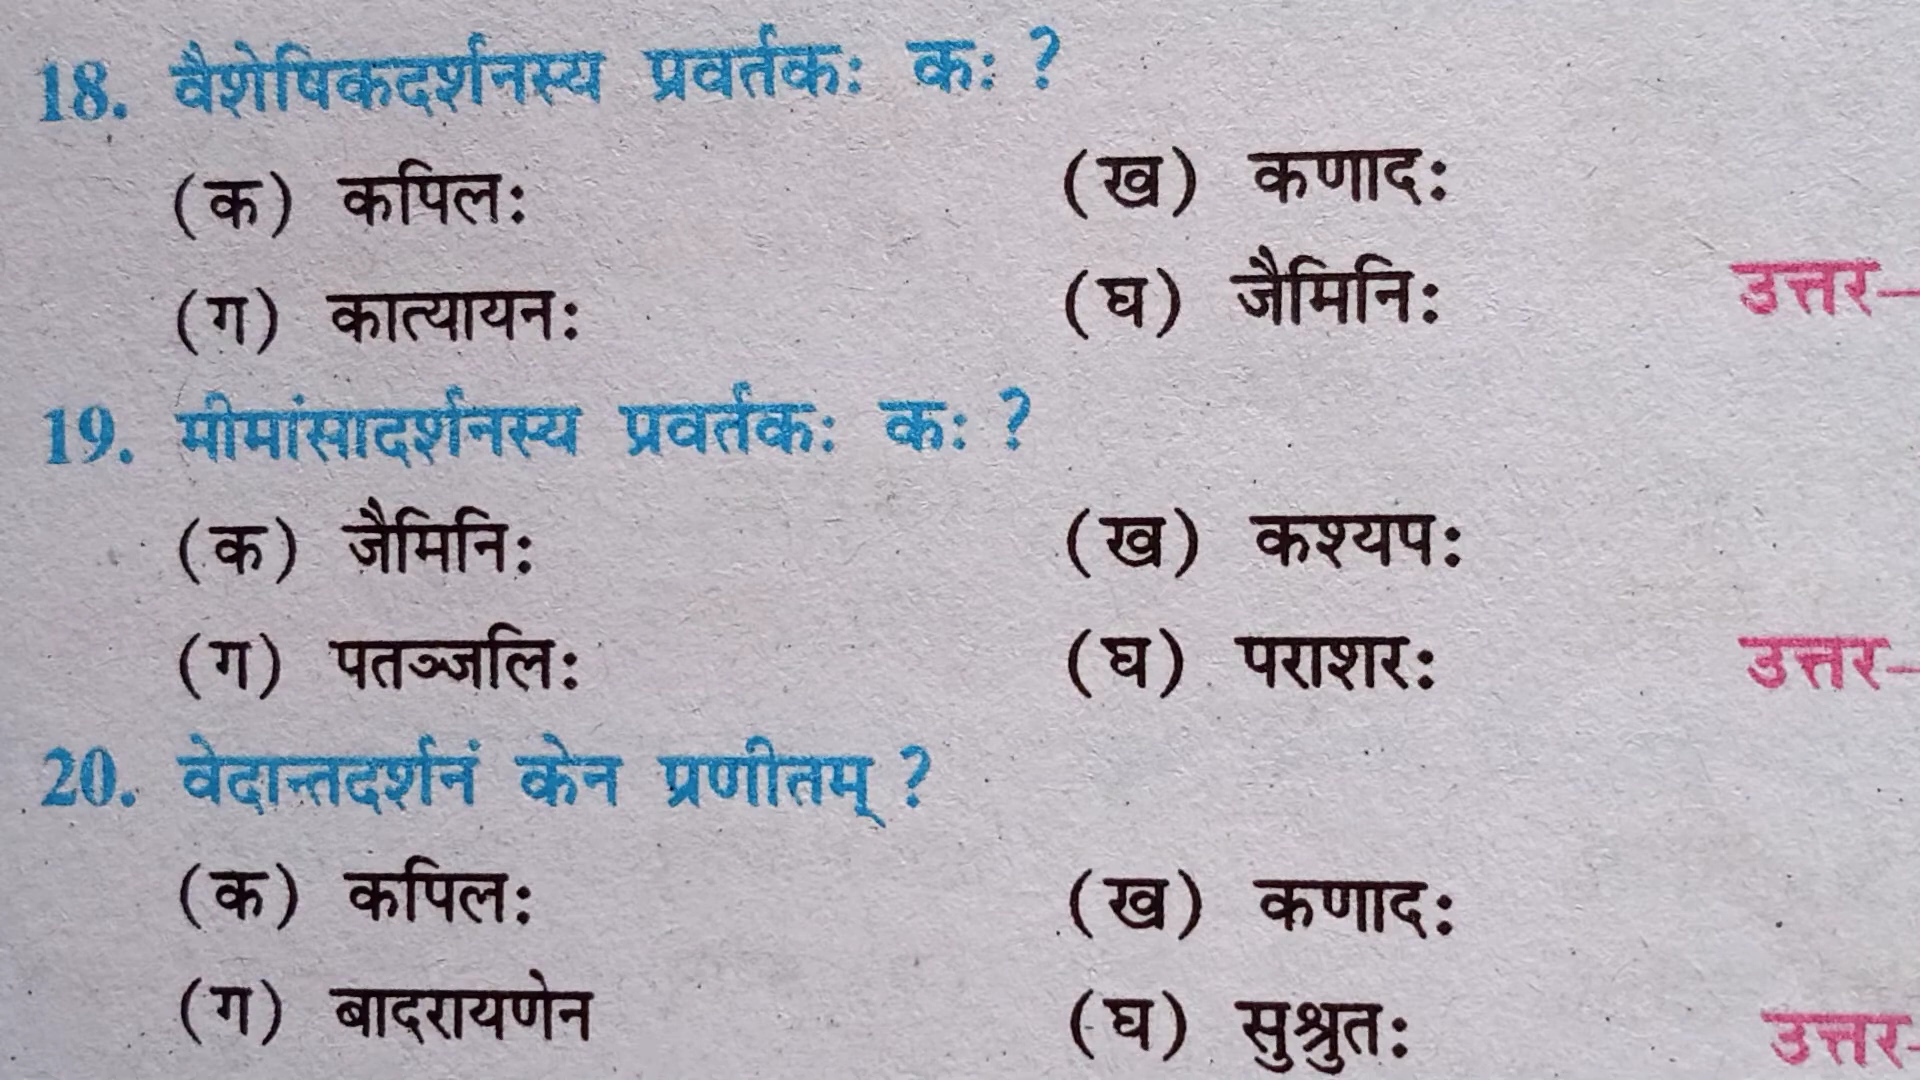 18. वैशेषिकदर्शनस्य प्रवर्तकः कः ?
(क) कपिलः (ख) कणादः
(ग) कात्यायनः (घ) जैमिनिः उत्तर–
19. मीमांसादर्शनस्य प्रवर्तकः कः ?
(क) जैमिनिः (ख) कश्यपः
(ग) पतञ्जलिः (घ) पराशरः उत्तर–
20. वेदान्तदर्शनं केन प्रणीतम् ?
(क) कपिलः (ख) कणादः
(ग) बादरायणेन (घ) सुश्रुतः उत्तर–